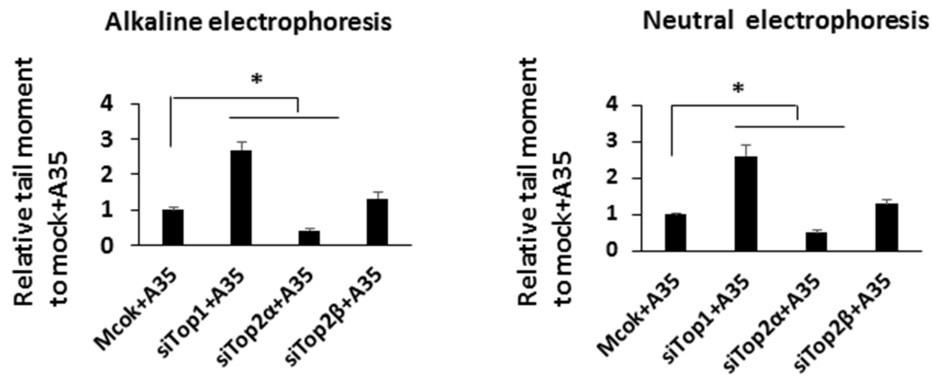 Alkaline electrophoresis
*
Relative tail moment
to mock+A35
4
3
2
1
0
Mcok+A35
siTop1+A35
siTop2α+A35
siTop2β+A35
Neutral electrophoresis
*
Relative tail moment
to mock+A35
4
3
2
1
0
Mcok+A35
siTop1+A35
siTop2α+A35
siTop2β+A35